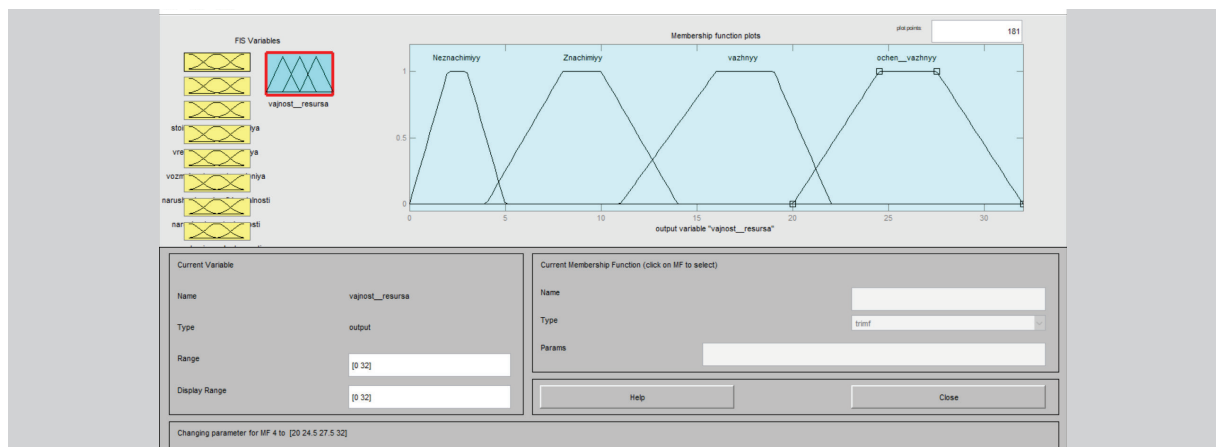 plot points
181
FIS Variables
Membership function plots
Neznachimiyy
Znachimiyy
vazhnyy
ochen__vazhnyy
vajnost__resursa
1
0.5
0
0
5
10
15
20
25
30
output variable "vajnost__resursa"
Current Variable
Name
vajnost__resursa
Type
output
Range
[0 32]
Display Range
[0 32]
Current Membership Function (click on MF to select)
Name
Type
trimf
Params
Help
Close
Changing parameter for MF 4 to [20 24.5 27.5 32]